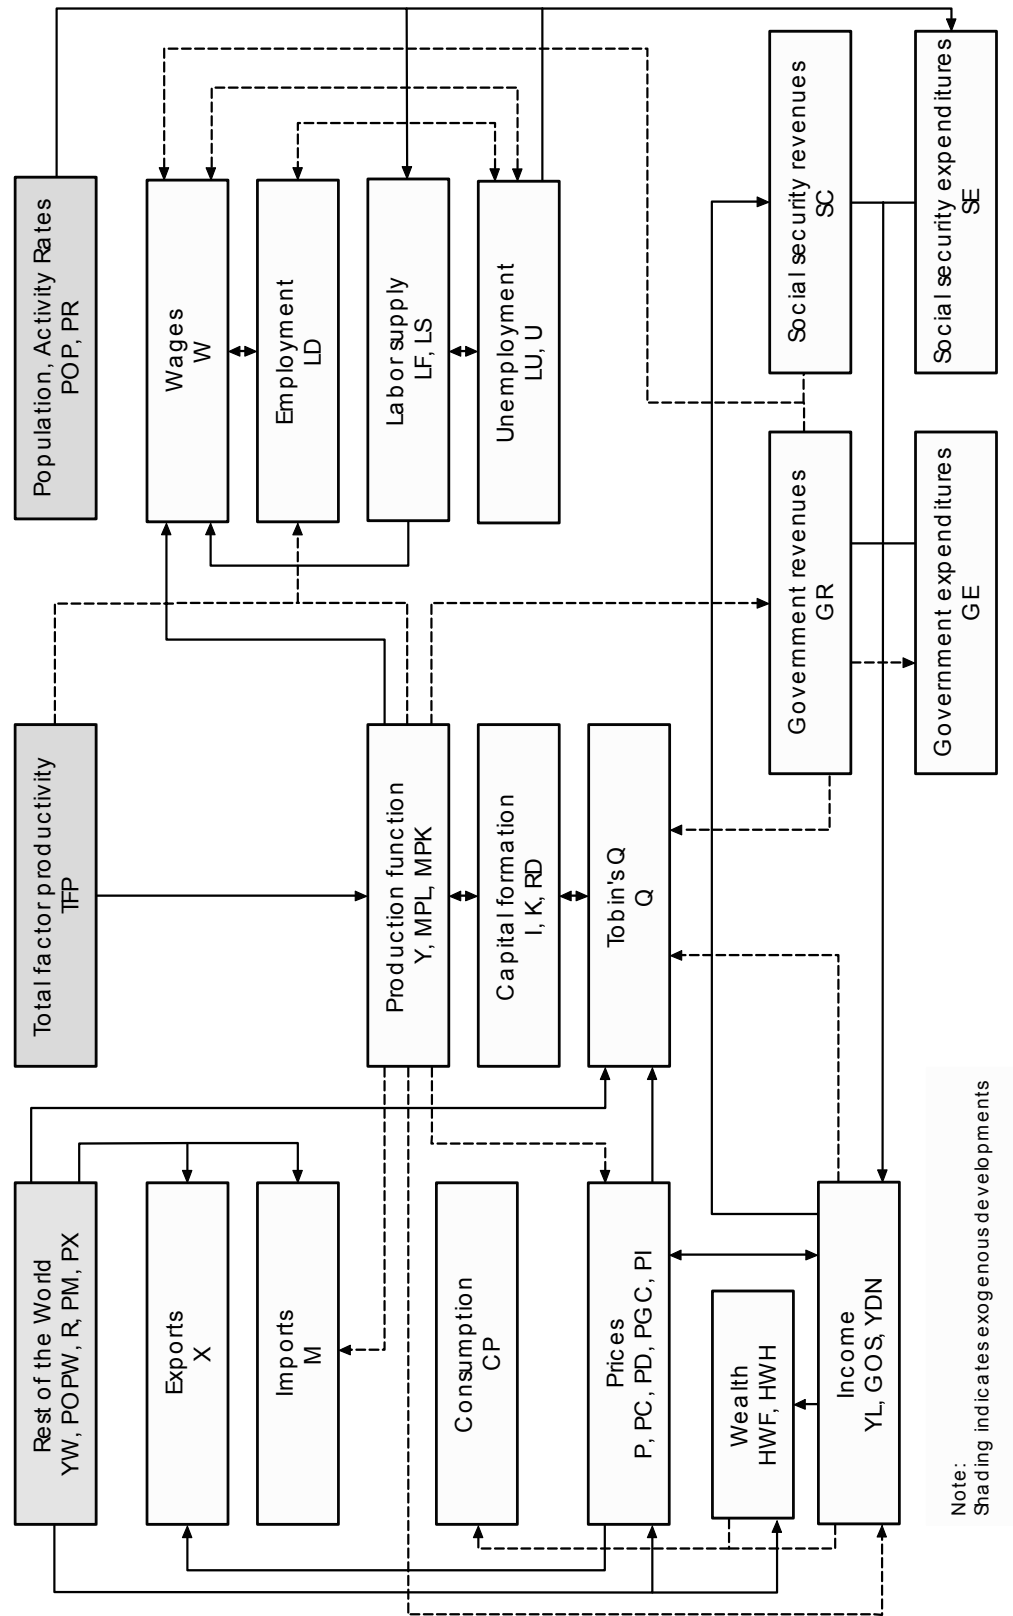 Rest of the World
YW, POPW, R, PM, PX
Exports
X
Imports
M
Consumption
CP
Prices
P, PC, PD, PGC, PI
Wealth
HWF, HWH
Income
YL, GOS, YDN
Total factor productivity
TFP
Production function
Y, MPL, MPK
Capital formation
I, K, RD
Tobin's Q
Q
Population, Activity Rates
POP, PR
Wages
W
Employment
LD
Labor supply
LF, LS
Unemployment
LU, U
Government revenues
GR
Government expenditures
GE
Social security revenues
SC
Social security expenditures
SE
Note:
Shading indicates exogenous developments